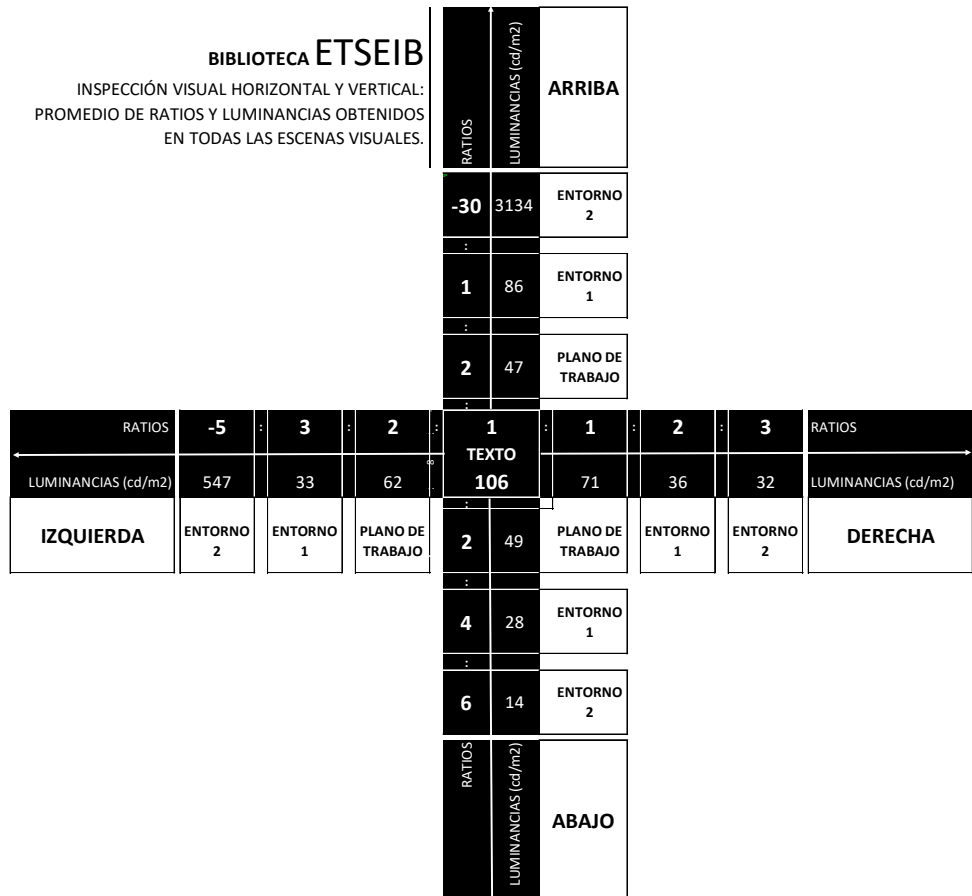 BIBLIOTECA ETSEIB
INSPECCIÓN VISUAL HORIZONTAL Y VERTICAL:
PROMEDIO DE RATIOS Y LUMINANCIAS OBTENIDOS
EN TODAS LAS ESCENAS VISUALES.
RATIOS
LUMINANCIAS (cd/m2)
ARRIBA
-30 3134 ENTORNO
2
:
1 86 ENTORNO
1
:
2 47 PLANO DE
TRABAJO
:
RATIOS -5 : 3 : 2 : 1 : 1 : 2 : 3 RATIOS
TEXTO
LUMINANCIAS (cd/m2) 547 33 62 106 71 36 32 LUMINANCIAS (cd/m2)
:
IZQUIERDA ENTORNO
2
ENTORNO
1
PLANO DE
TRABAJO
2 49 PLANO DE
TRABAJO
ENTORNO
1
ENTORNO
2
DERECHA
:
4 28 ENTORNO
1
:
6 14 ENTORNO
2
RATIOS
LUMINANCIAS (cd/m2)
ABAJO